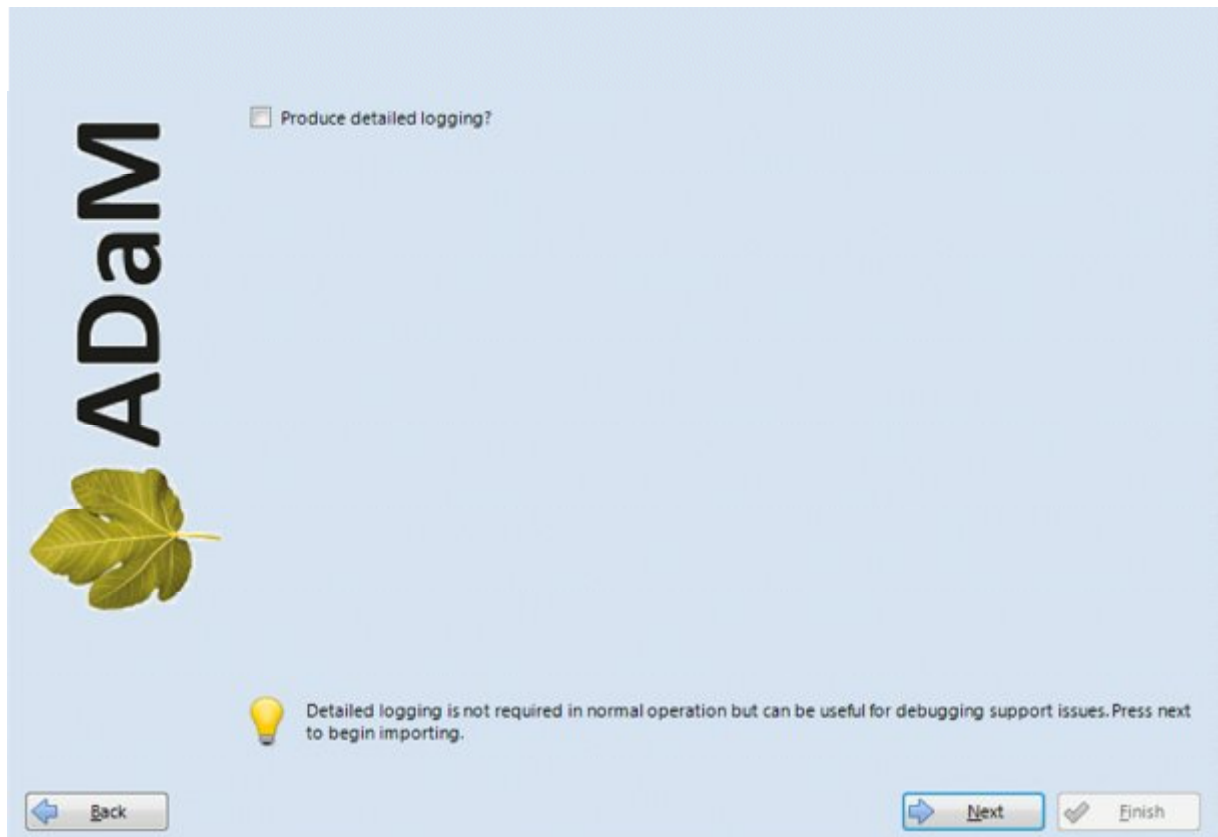 Produce detailed logging?
ADaM
Detailed logging is not required in normal operation but can be useful for debugging support issues. Press next
to begin importing.
Back
Next
Finish